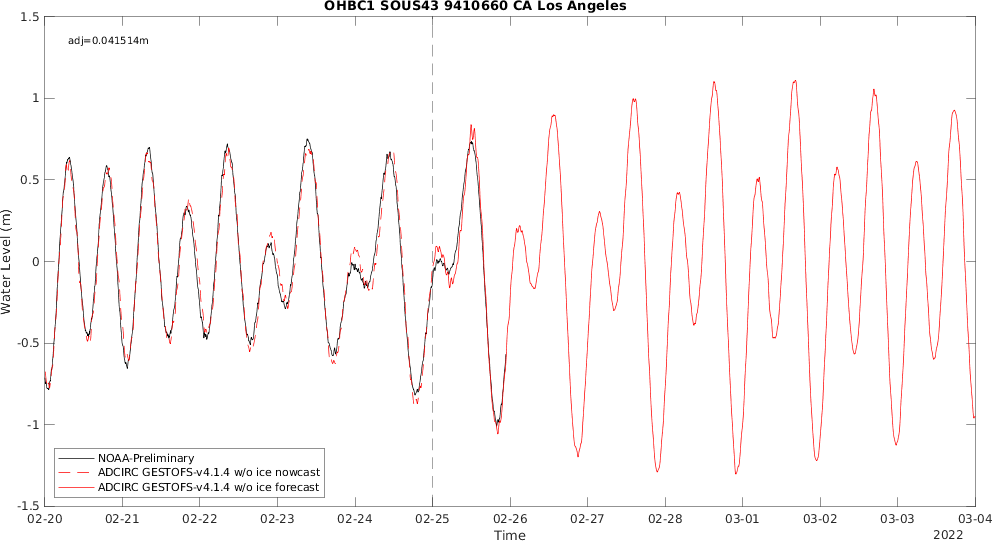 OHBC1 SOUS43 9410660 CA Los Angeles
adj=0.041514m
1.5
1
0.5
0
-0.5
-1
-1.5
Water Level (m)
NOAA-Preliminary
ADCIRC GESTOFS-v4.1.4 w/o ice nowcast
ADCIRC GESTOFS-v4.1.4 w/o ice forecast
02-20 02-21 02-22 02-23 02-24 02-25 02-26 02-27 02-28 03-01 03-02 03-03 03-04
Time
2022